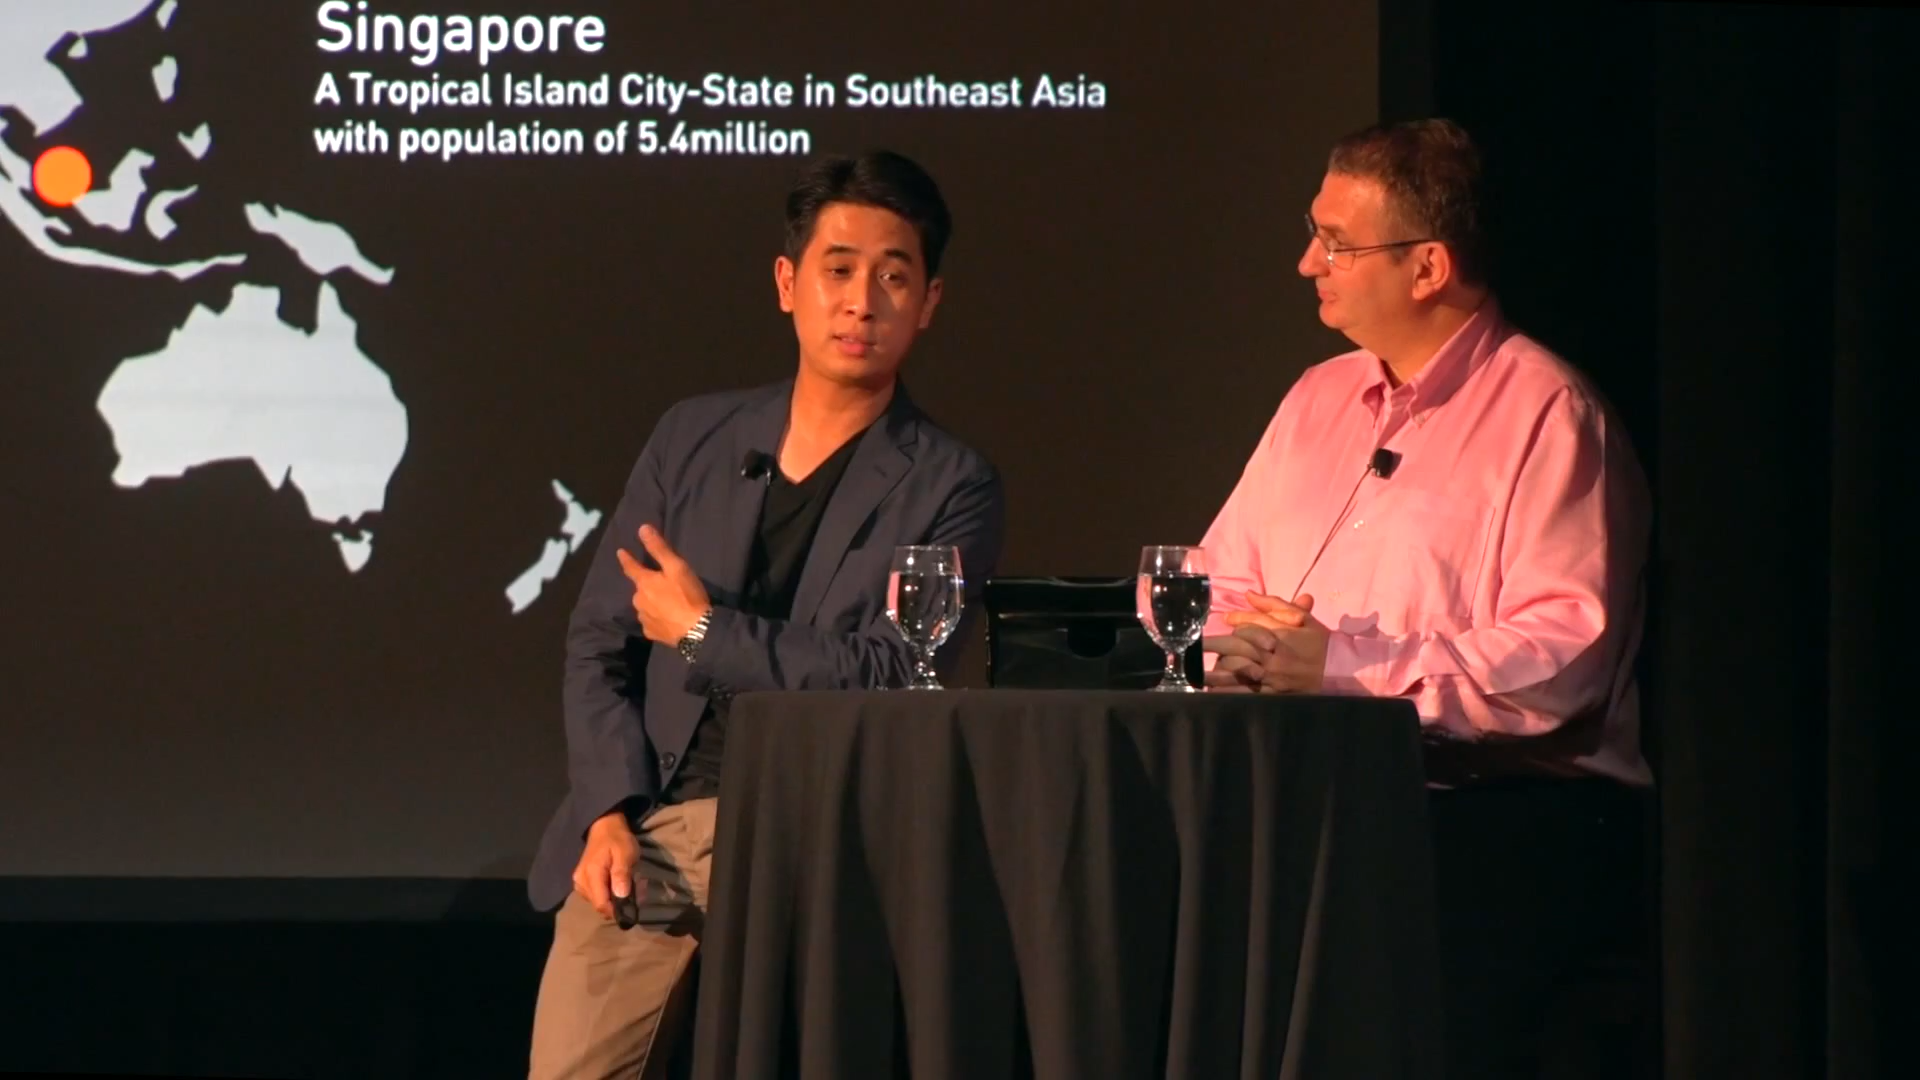 Singapore
A Tropical Island City-State in Southeast Asia
with population of 5.4million